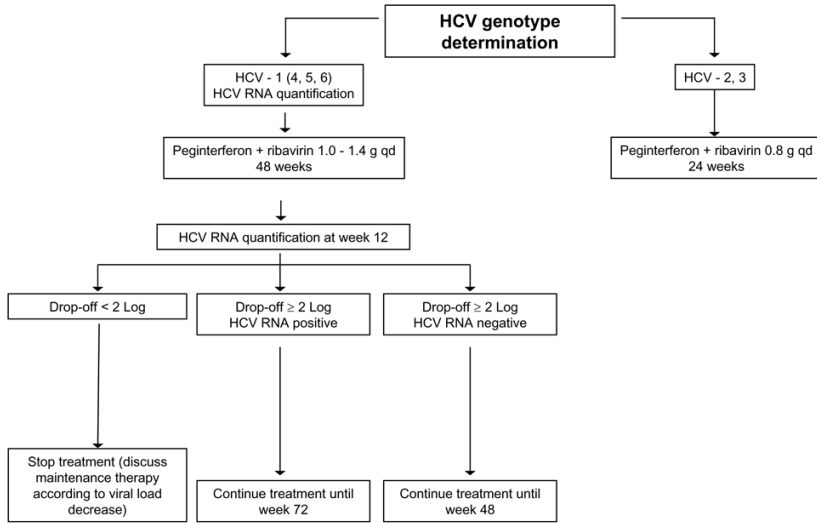 HCV genotype
determination
HCV - 1 (4, 5, 6)
HCV RNA quantification
HCV - 2, 3
Peginterferon + ribavirin 1.0 - 1.4 g qd
48 weeks
Peginterferon + ribavirin 0.8 g qd
24 weeks
HCV RNA quantification at week 12
Drop-off < 2 Log
Drop-off ≥ 2 Log
HCV RNA positive
Drop-off ≥ 2 Log
HCV RNA negative
Stop treatment (discuss
maintenance therapy
according to viral load
decrease)
Continue treatment until
week 72
Continue treatment until
week 48